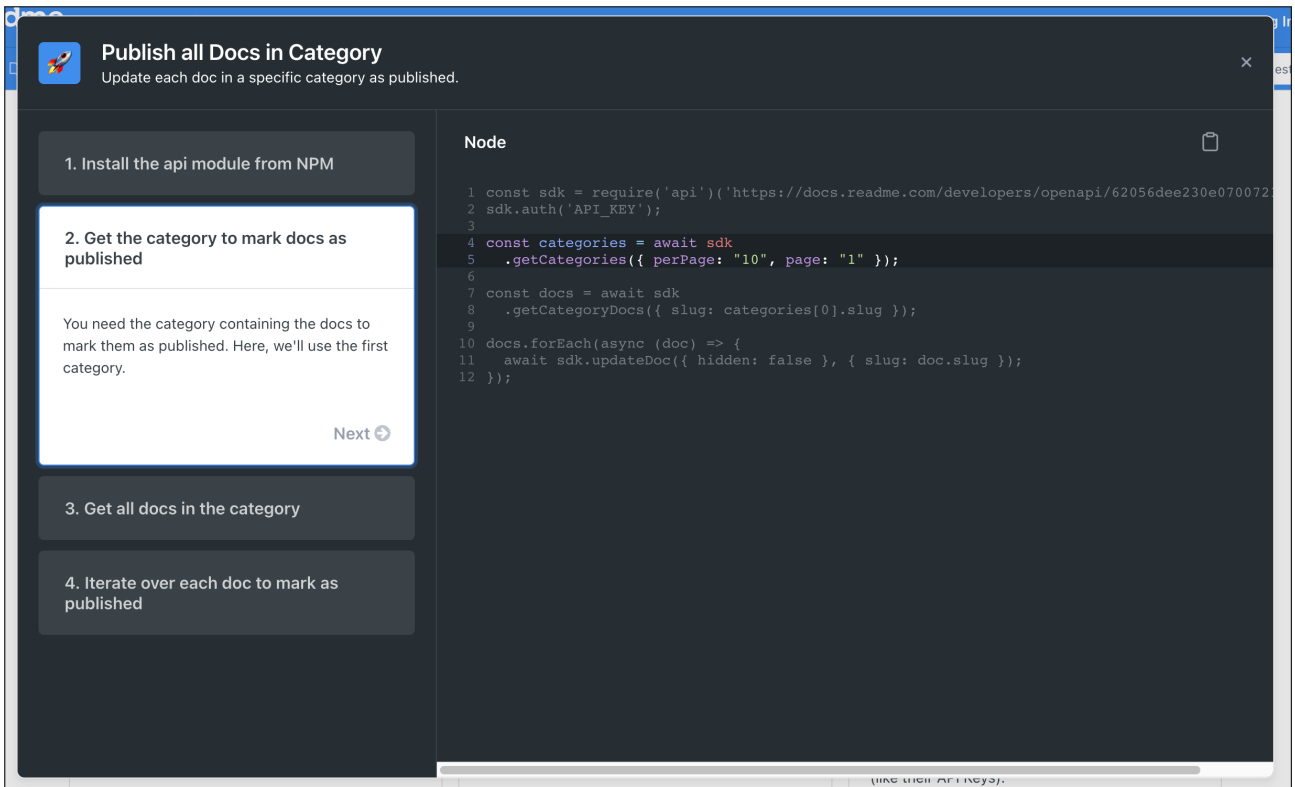 Publish all Docs in Category
Update each doc in a specific category as published.
1. Install the api module from NPM
2. Get the category to mark docs as
published
You need the category containing the docs to
mark them as published. Here, we'll use the first
category.
Next
3. Get all docs in the category
4. Iterate over each doc to mark as
published
Node
1 const sdk = require('api')('https://docs.readme.com/developers/openapi/62056dee230e070072
2 sdk.auth('API_KEY');
3
4 const categories = await sdk
5 .getCategories({ perPage: "10", page: "1" });
6
7 const docs = await sdk
8 .getCategoryDocs({ slug: categories[0].slug });
9
10 docs.forEach(async (doc) => {
11 await sdk.updateDoc({ hidden: false }, { slug: doc.slug });
12 });
(like their API Keys).